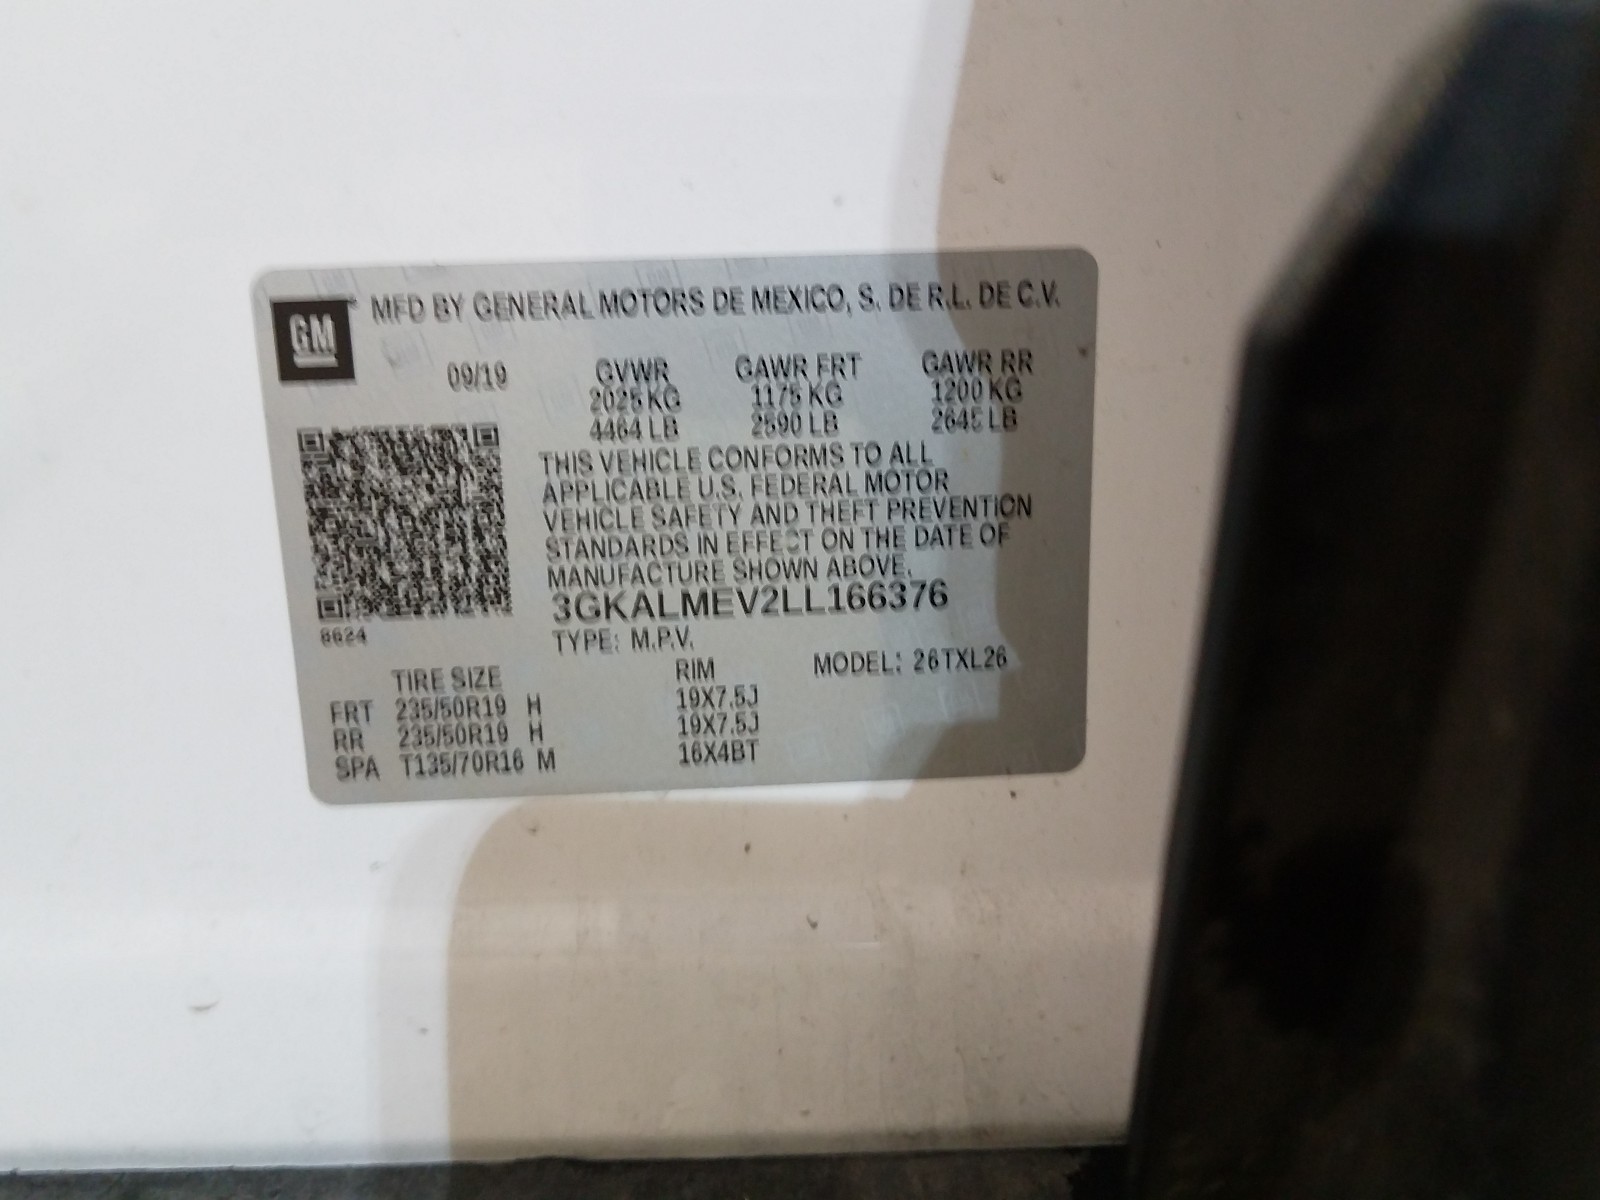 GM
MFD BY GENERAL MOTORS DE MEXICO, S. DE R.L. DE C.V.
09/19 GVWR GAWR FRT GAWR RR
2025 KG 1175 KG 1200 KG
4464 LB 2590 LB 2645 LB
THIS VEHICLE CONFORMS TO ALL
APPLICABLE U.S. FEDERAL MOTOR
VEHICLE SAFETY AND THEFT PREVENTION
STANDARDS IN EFFECT ON THE DATE OF
MANUFACTURE SHOWN ABOVE.
3GKALMEV2LL166376
8624
TYPE: M.P.V.
MODEL: 26TXL26
TIRE SIZE RIM
FRT 235/50R19 H 19X7.5J
RR 235/50R19 H 19X7.5J
SPA T135/70R16 M 16X4BT